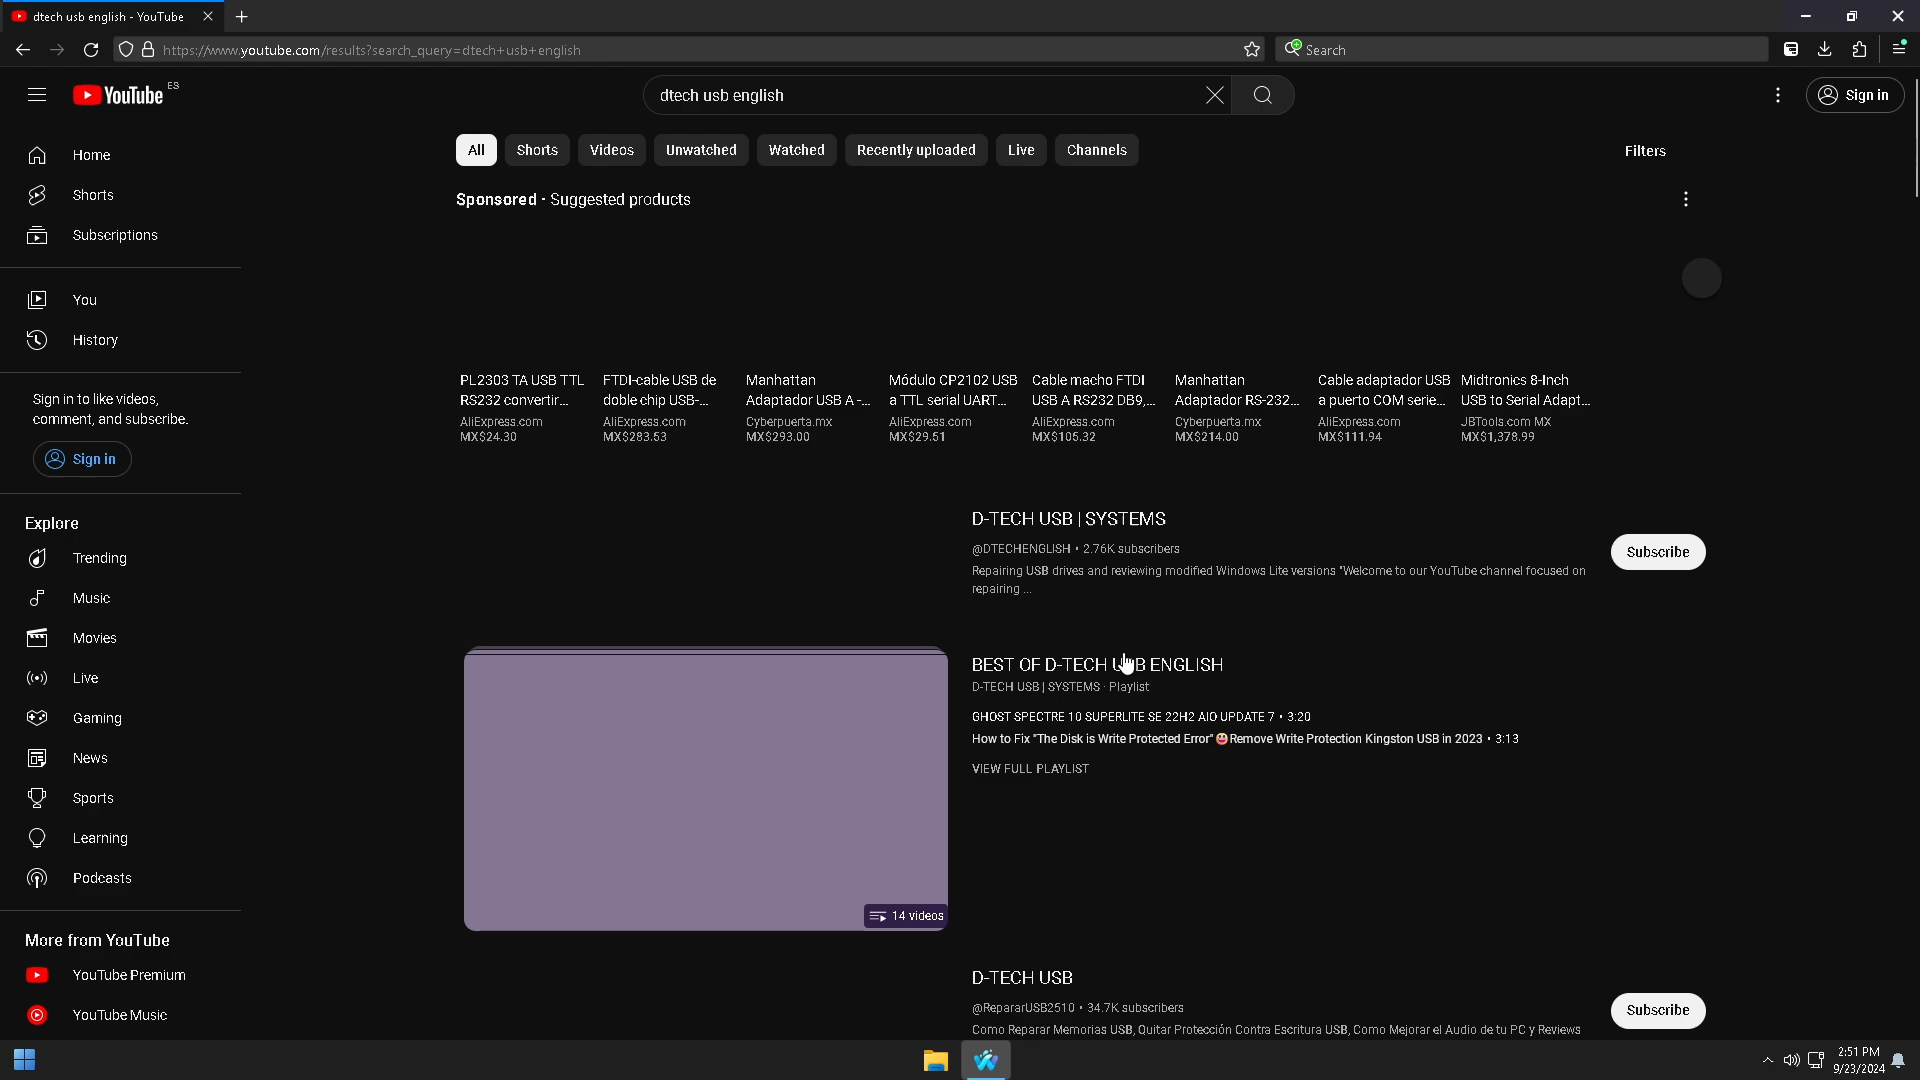 dtech usb english - YouTube
https://www.youtube.com/results?search_query=dtech+usb+english
Search
YouTube ES
dtech usb english
Sign in
Home
Shorts
Subscriptions
You
History
Sign in to like videos,
comment, and subscribe.
Sign in
Explore
Trending
Music
Movies
Live
Gaming
News
Sports
Learning
Podcasts
More from YouTube
YouTube Premium
YouTube Music
All
Shorts
Videos
Unwatched
Watched
Recently uploaded
Live
Channels
Filters
Sponsored · Suggested products
PL2303 TA USB TTL
RS232 convertir...
AliExpress.com
MX$24.30
FTDI-cable USB de
doble chip USB-...
AliExpress.com
MX$283.53
Manhattan
Adaptador USB A -...
Cyberpuerta.mx
MX$293.00
Módulo CP2102 USB
a TTL serial UART...
AliExpress.com
MX$29.51
Cable macho FTDI
USB A RS232 DB9,...
AliExpress.com
MX$105.32
Manhattan
Adaptador RS-232...
Cyberpuerta.mx
MX$214.00
Cable adaptador USB
a puerto COM serie...
AliExpress.com
MX$111.94
Midtronics 8-Inch
USB to Serial Adapt...
JBTools.com MX
MX$1,378.99
D-TECH USB | SYSTEMS
@DTECHENGLISH • 2.76K subscribers
Repairing USB drives and reviewing modified Windows Lite versions "Welcome to our YouTube channel focused on
repairing ...
Subscribe
BEST OF D-TECH USB ENGLISH
D-TECH USB | SYSTEMS · Playlist
GHOST SPECTRE 10 SUPERLITE SE 22H2 AIO UPDATE 7 • 3:20
How to Fix "The Disk is Write Protected Error"😃Remove Write Protection Kingston USB in 2023 • 3:13
VIEW FULL PLAYLIST
14 videos
D-TECH USB
@RepararUSB2510 • 34.7K subscribers
Como Reparar Memorias USB, Quitar Protección Contra Escritura USB, Como Mejorar el Audio de tu PC y Reviews
Subscribe
2:51 PM
9/23/2024